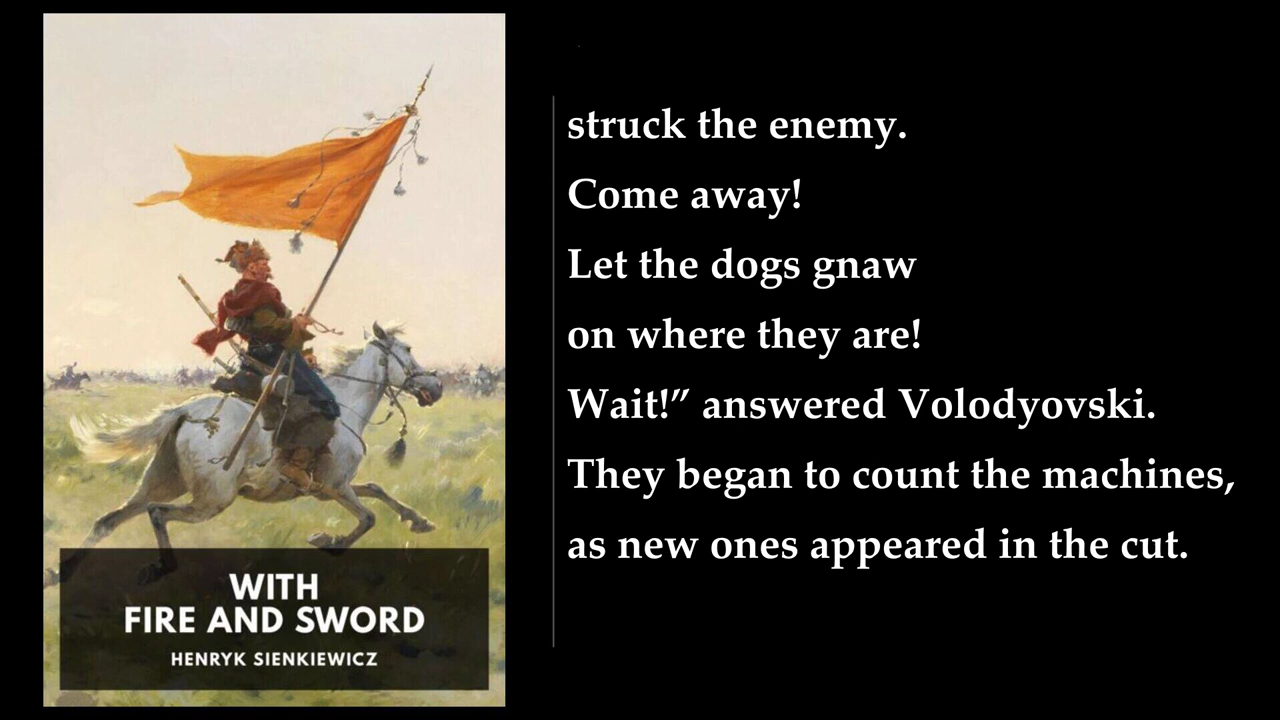 WITH
FIRE AND SWORD
HENRYK SIENKIEWICZ
struck the enemy.
Come away!
Let the dogs gnaw
on where they are!
Wait!” answered Volodyovski.
They began to count the machines,
as new ones appeared in the cut.